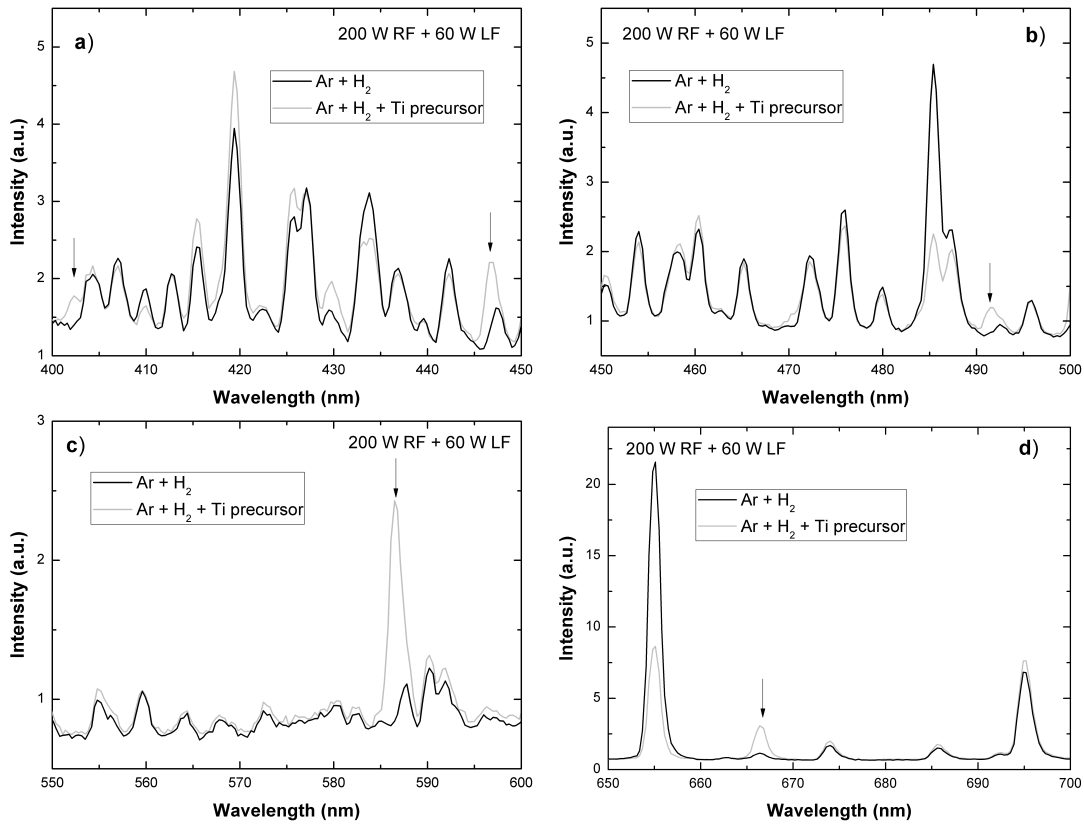 a)
200 W RF + 60 W LF
Ar + H2
Ar + H2 + Ti precursor
Intensity (a.u.)
5
4
3
2
1
400
410
420
430
440
450
Wavelength (nm)
b)
200 W RF + 60 W LF
Ar + H2
Ar + H2 + Ti precursor
Intensity (a.u.)
5
4
3
2
1
450
460
470
480
490
500
Wavelength (nm)
c)
200 W RF + 60 W LF
Ar + H2
Ar + H2 + Ti precursor
Intensity (a.u.)
3
2
1
550
560
570
580
590
600
Wavelength (nm)
d)
200 W RF + 60 W LF
Ar + H2
Ar + H2 + Ti precursor
Intensity (a.u.)
20
15
10
5
0
650
660
670
680
690
700
Wavelength (nm)